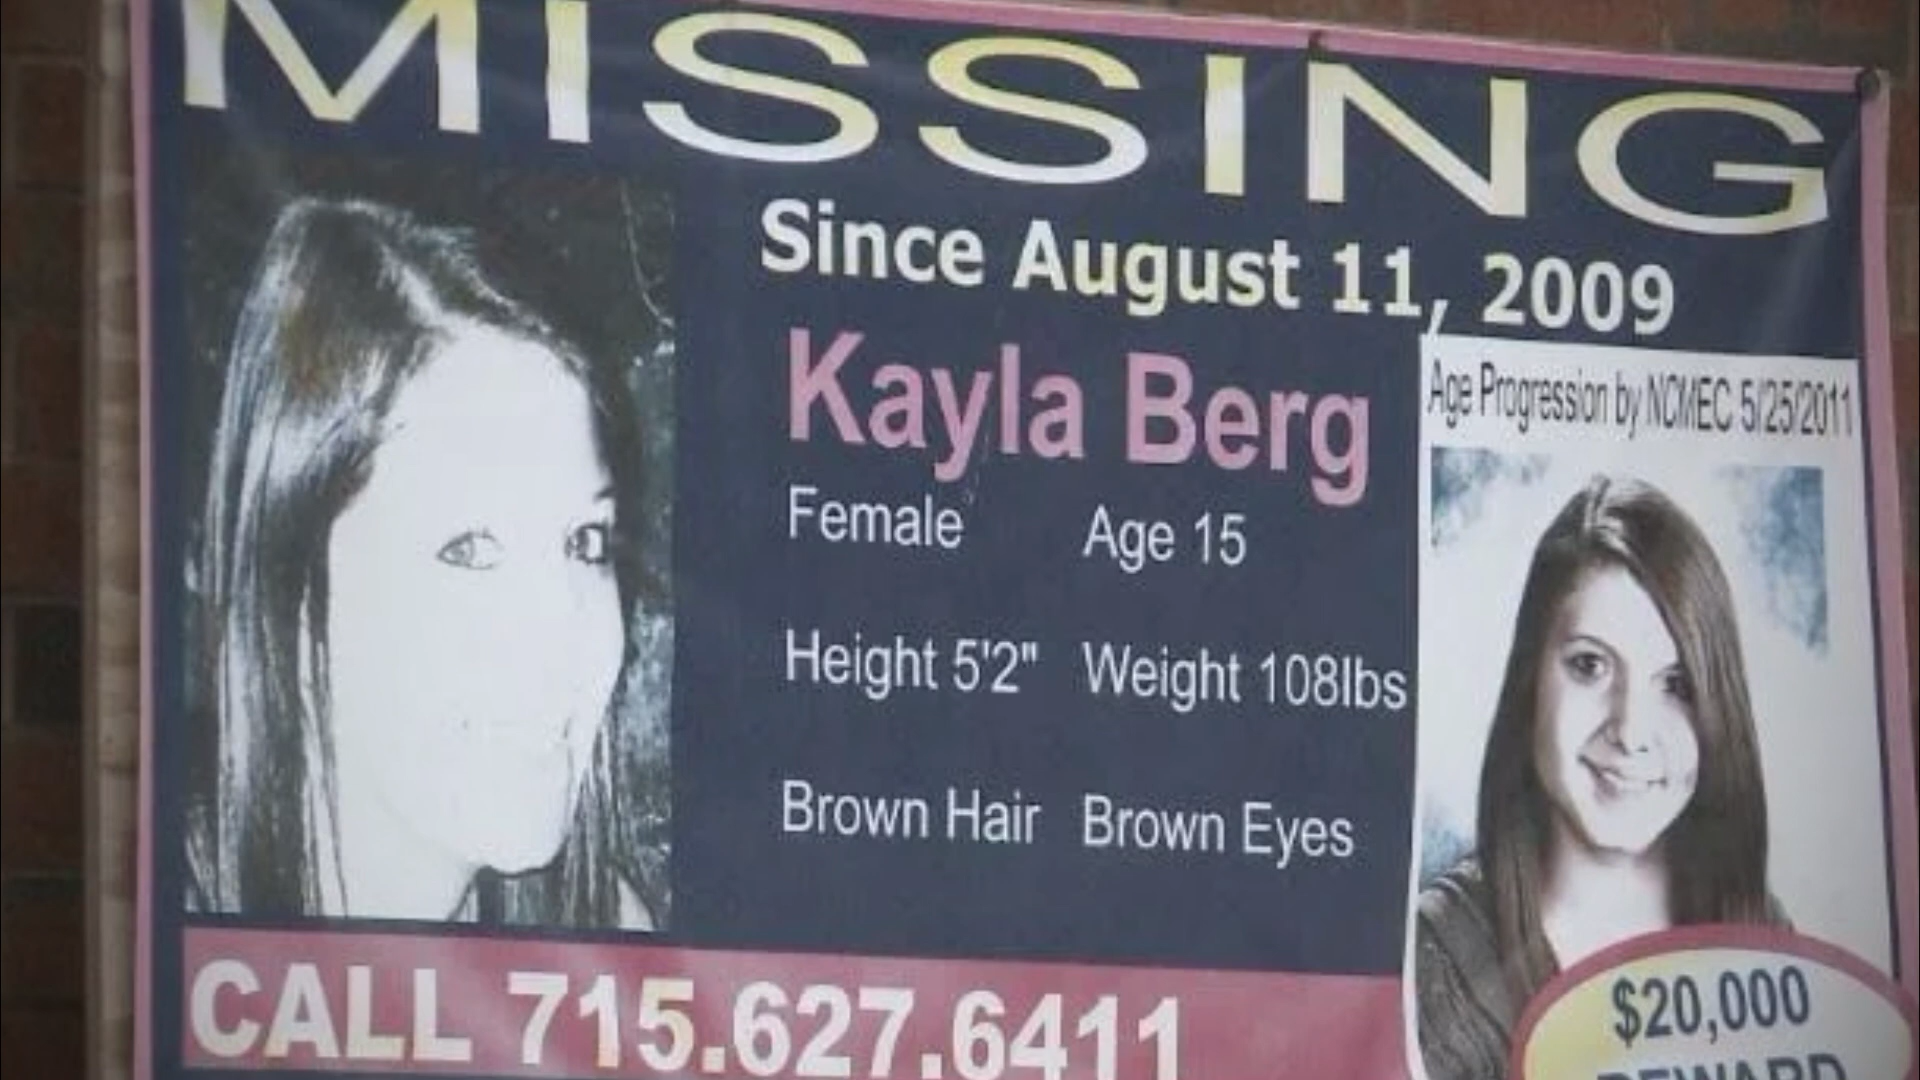 MISSING
Since August 11, 2009
Kayla Berg
Age Progression by NCMEC 5/25/2011
Female Age 15
Height 5'2" Weight 108lbs
Brown Hair Brown Eyes
CALL 715.627.6411
$20,000
REWARD